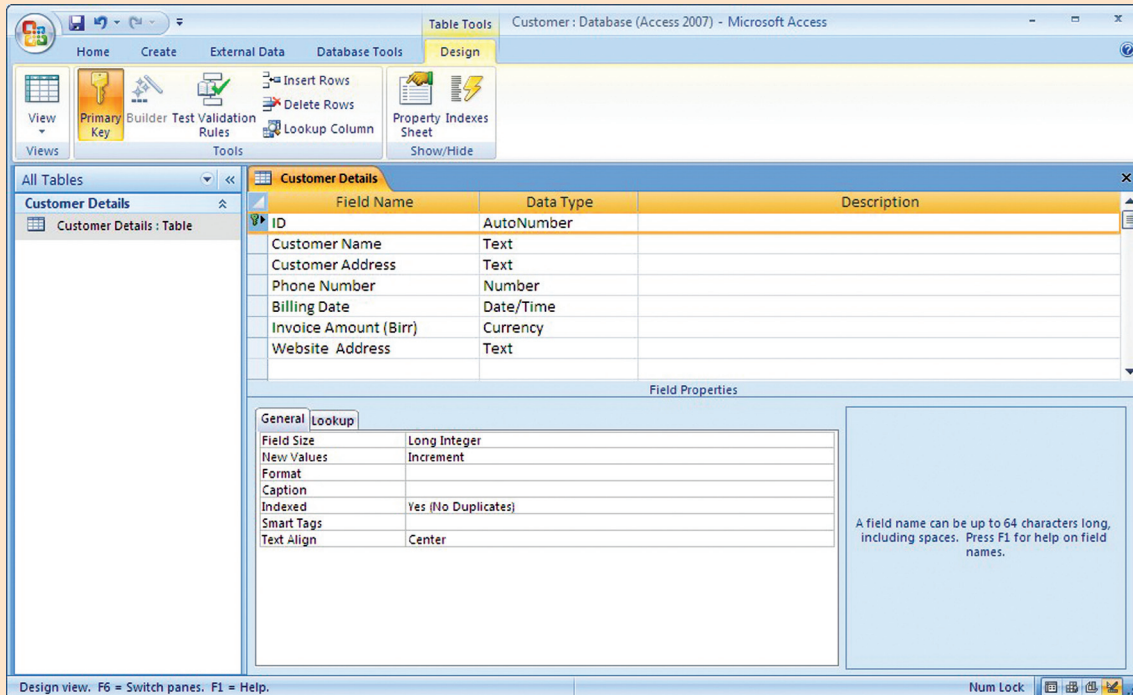 Table Tools
Customer : Database (Access 2007) - Microsoft Access
Home Create External Data Database Tools Design
View
Primary Key
Builder
Test Validation Rules
Insert Rows
Delete Rows
Lookup Column
Property Sheet
Indexes
Views Tools Show/Hide
All Tables
Customer Details
Customer Details : Table
Customer Details
Field Name Data Type Description
ID AutoNumber
Customer Name Text
Customer Address Text
Phone Number Number
Billing Date Date/Time
Invoice Amount (Birr) Currency
Website Address Text
Field Properties
General Lookup
Field Size Long Integer
New Values Increment
Format
Caption
Indexed Yes (No Duplicates)
Smart Tags
Text Align Center
A field name can be up to 64 characters long,
including spaces. Press F1 for help on field
names.
Design view. F6 = Switch panes. F1 = Help.
Num Lock